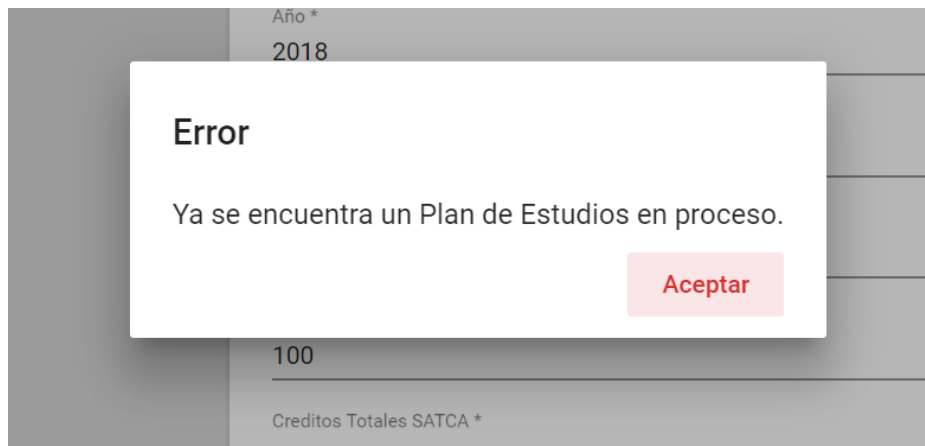 Año *
2018
Error
Ya se encuentra un Plan de Estudios en proceso.
Aceptar
100
Creditos Totales SATCA *